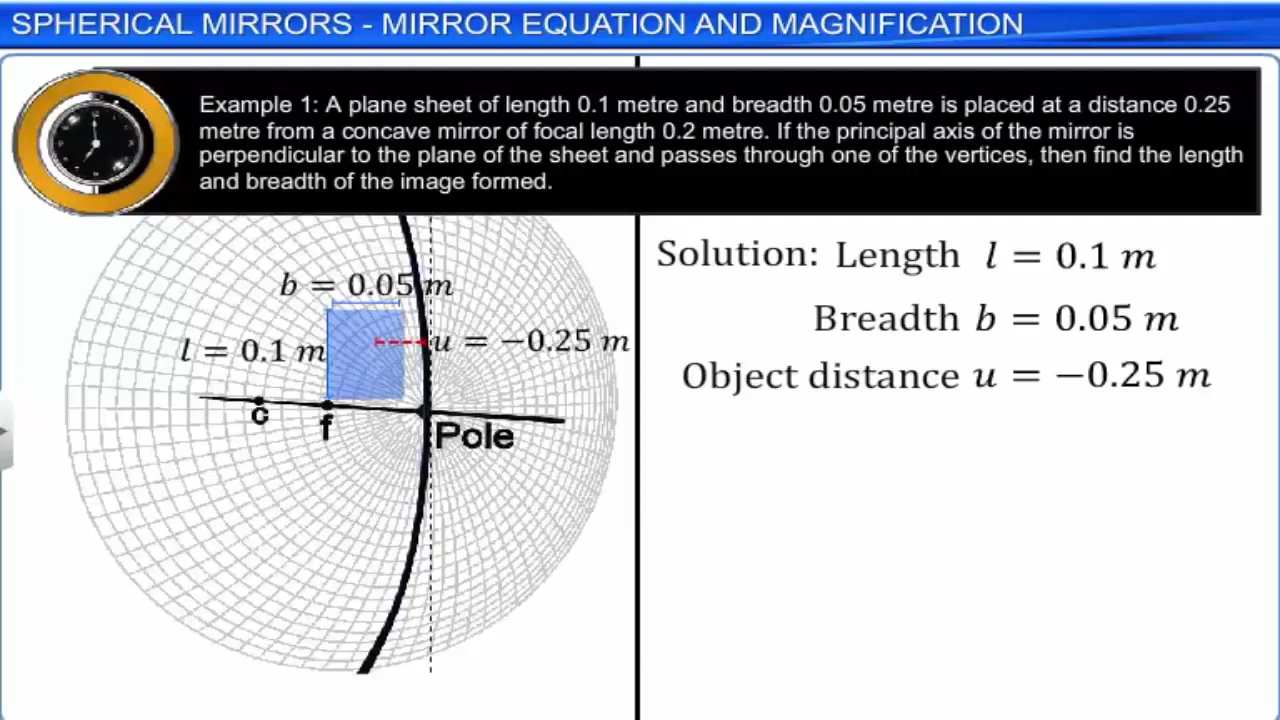 SPHERICAL MIRRORS - MIRROR EQUATION AND MAGNIFICATION
Example 1: A plane sheet of length 0.1 metre and breadth 0.05 metre is placed at a distance 0.25
metre from a concave mirror of focal length 0.2 metre. If the principal axis of the mirror is
perpendicular to the plane of the sheet and passes through one of the vertices, then find the length
and breadth of the image formed.
b = 0.05 m
l = 0.1 m
u = −0.25 m
c
f
Pole
Solution: Length l = 0.1 m
Breadth b = 0.05 m
Object distance u = −0.25 m